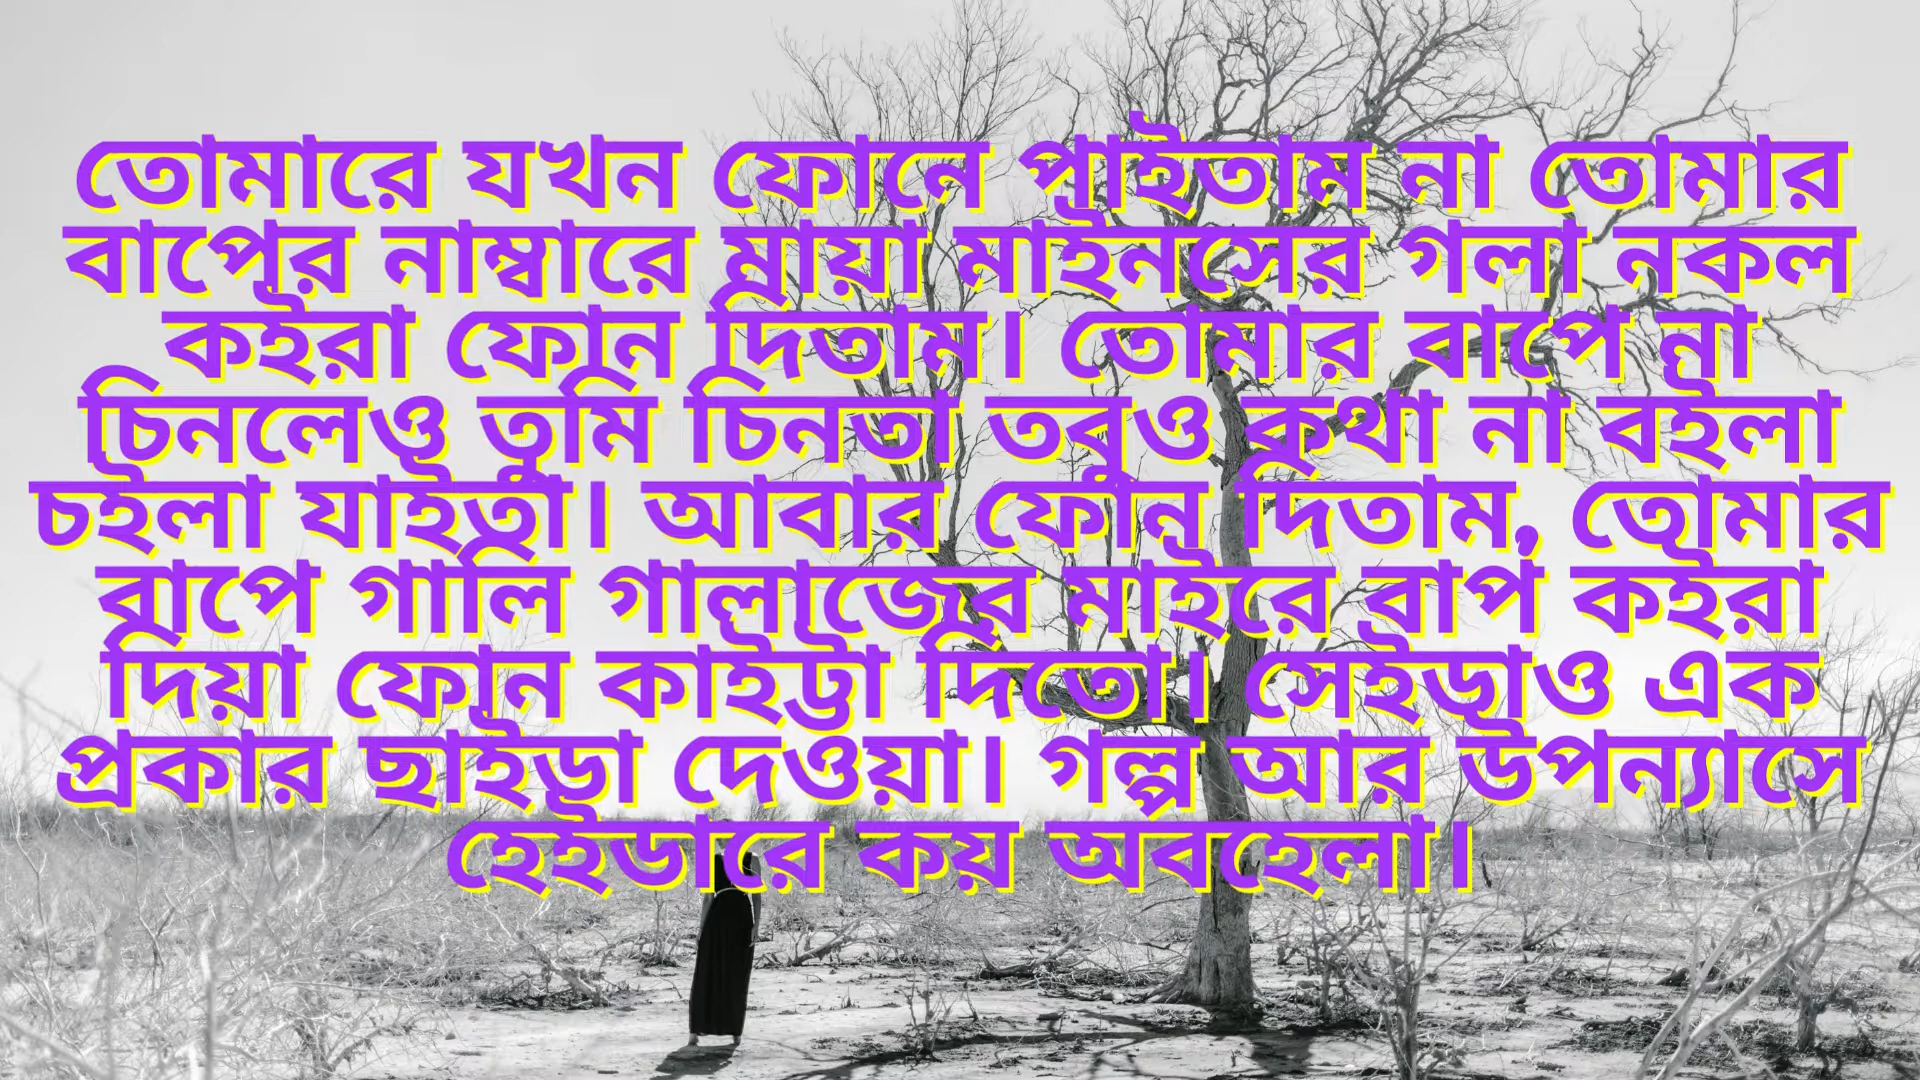 তোমারে যখন ফোনে পাইতাম না তোমার
বাপের নাম্বারে মায়া মাইনসের গলা নকল
কইরা ফোন দিতাম। তোমার বাপে না
চিনলেও তুমি চিনতা তবুও কথা না বইলা
চইলা যাইতা। আবার ফোন দিতাম, তোমার
বাপে গালি গালাজের মাইরে বাপ কইরা
দিয়া ফোন কাইট্টা দিতো। সেইডাও এক
প্রকার ছাইড়া দেওয়া। গল্প আর উপন্যাসে
হেইডারে কয় অবহেলা।